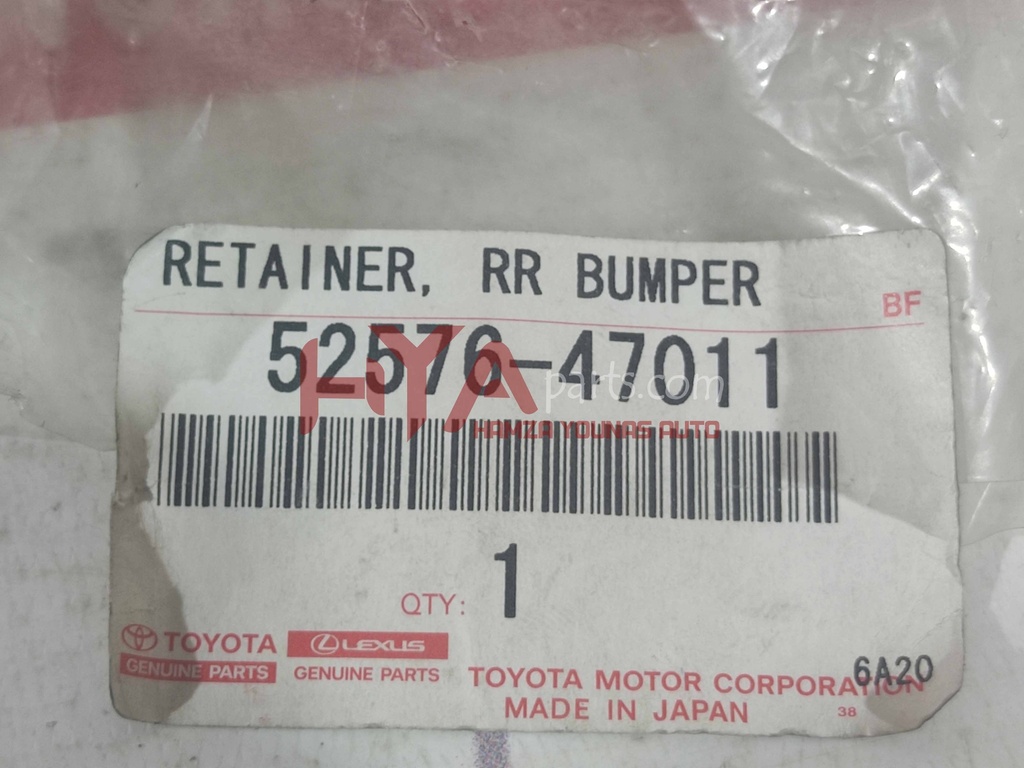 RETAINER, RR BUMPER
BF
52576-47011
HYAparts.com
HAMZA YOUNAS AUTO
QTY: 1
TOYOTA LEXUS
GENUINE PARTS GENUINE PARTS
6A20
TOYOTA MOTOR CORPORATION
MADE IN JAPAN 38